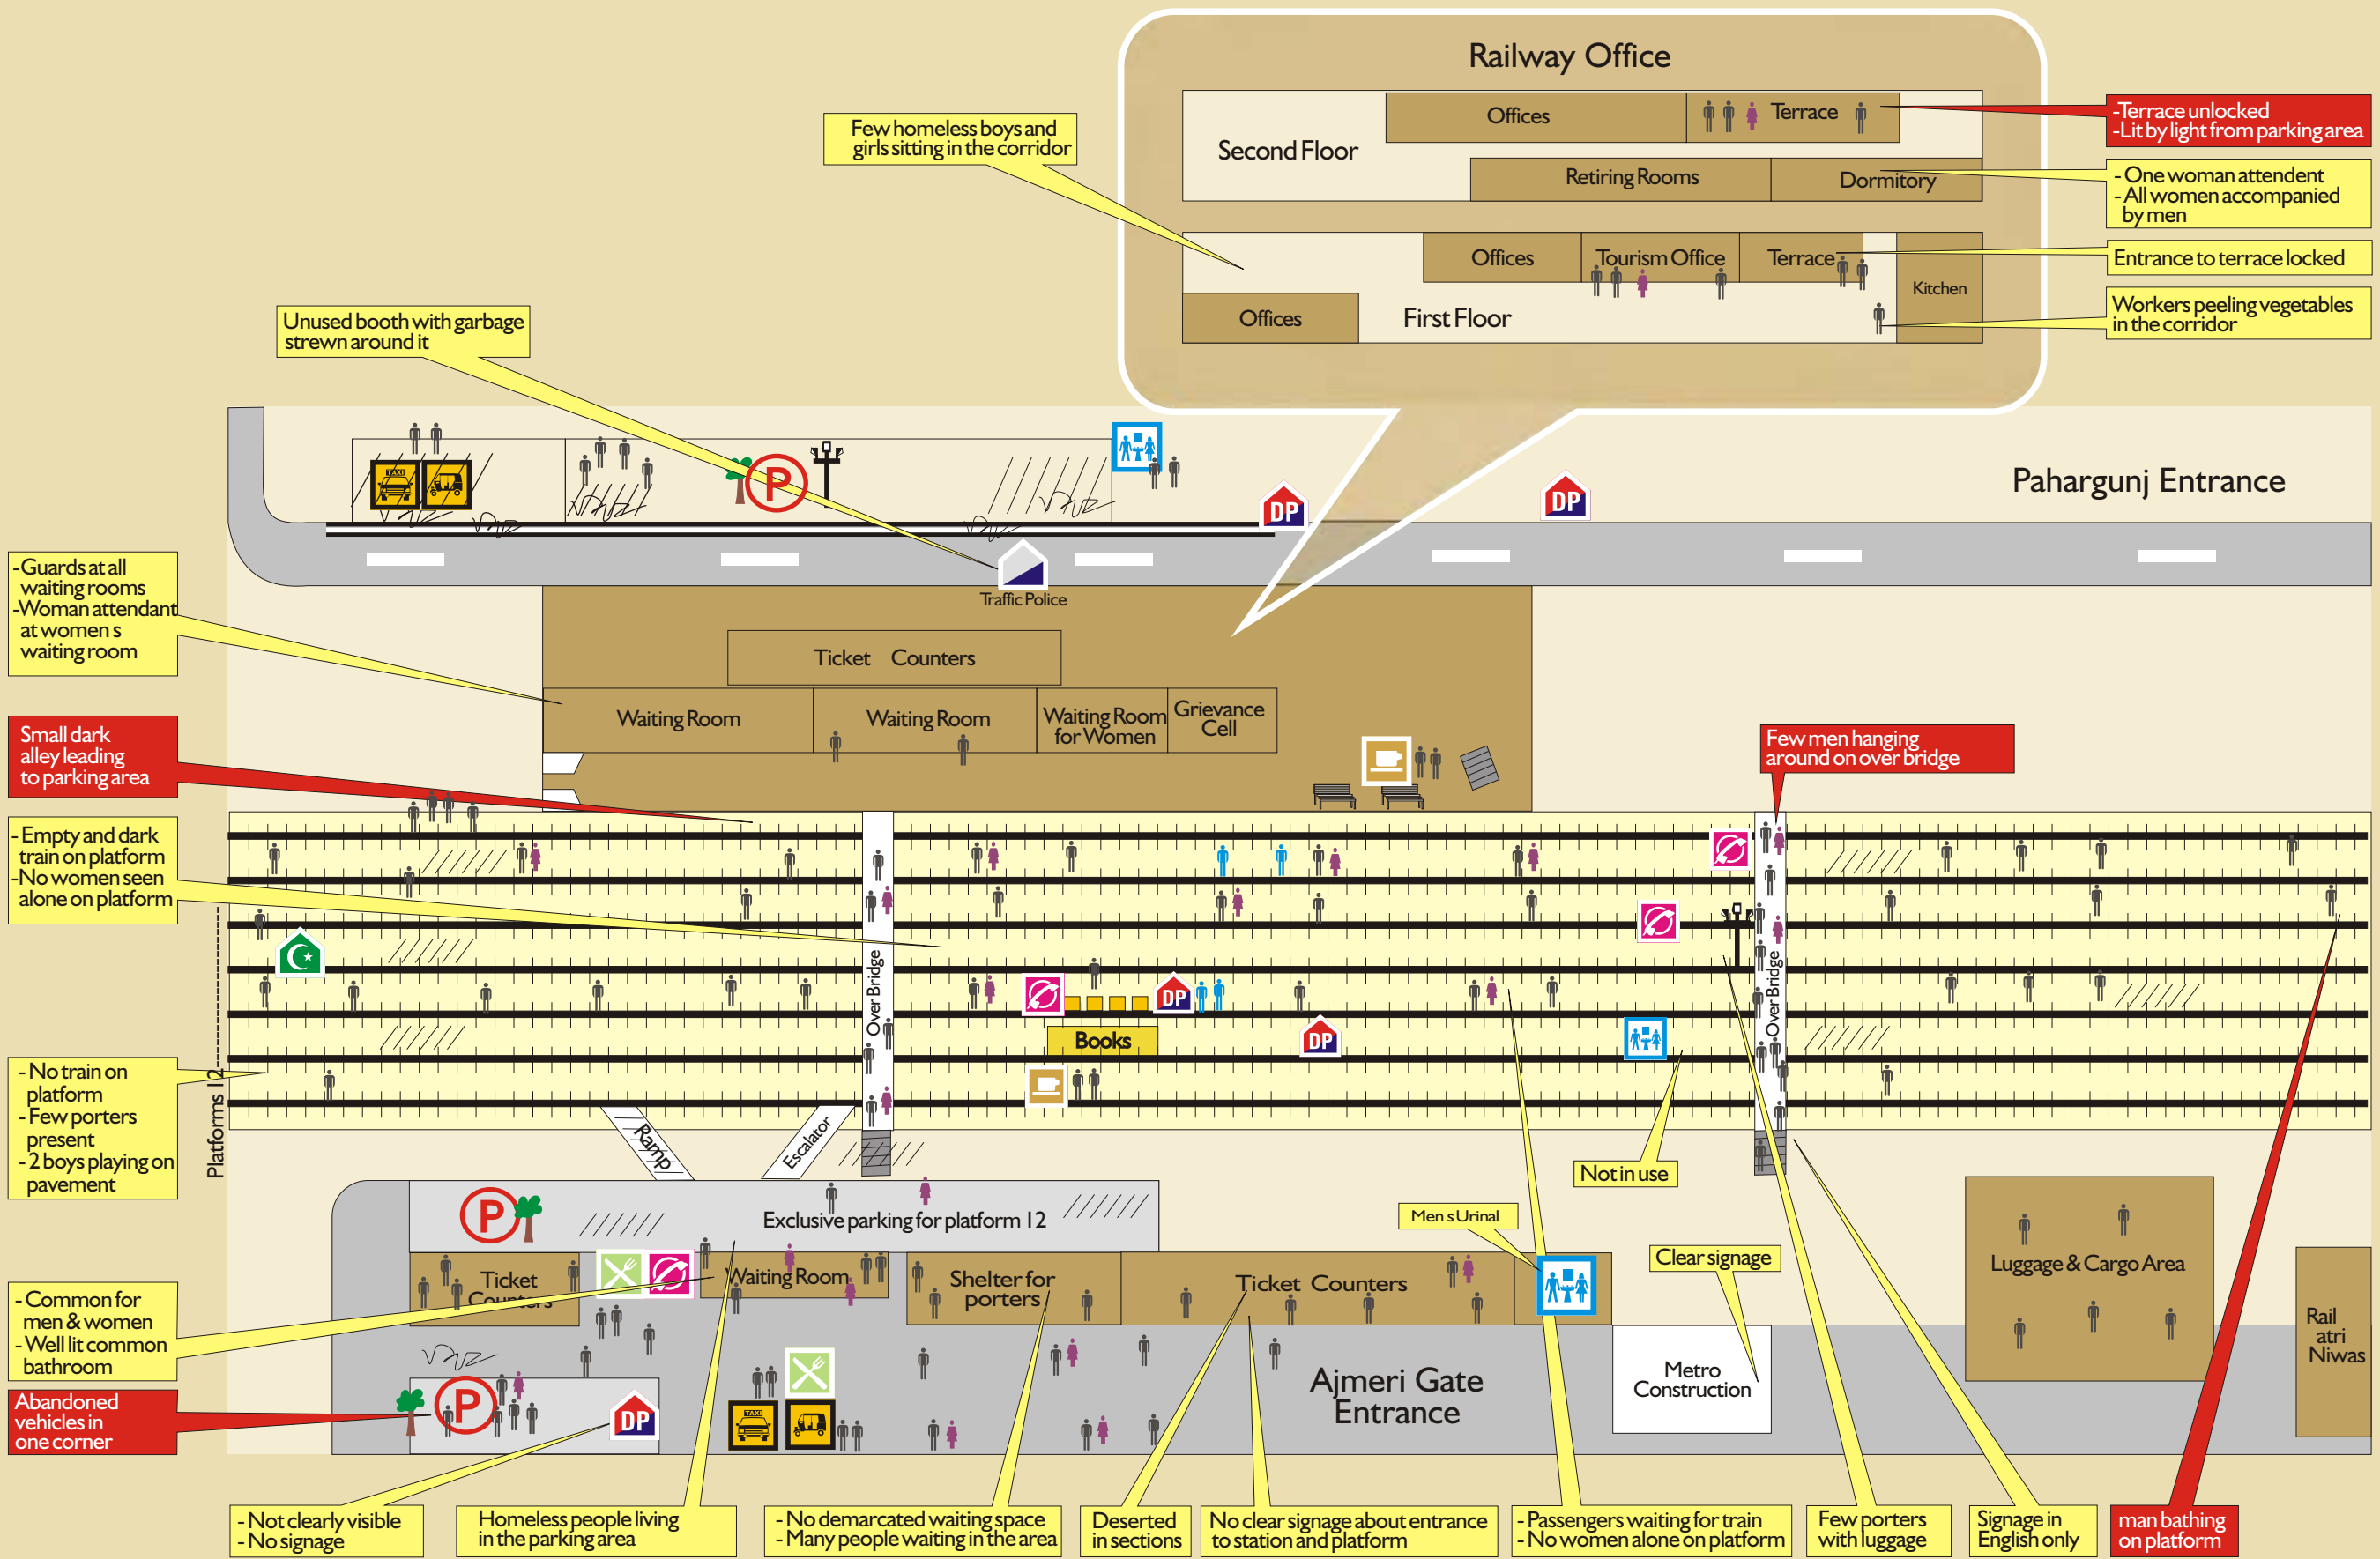 Railway Office
Second Floor
Offices
Terrace
Retiring Rooms
Dormitory
Offices
Tourism Office
Terrace
Kitchen
Offices
First Floor
-Terrace unlocked
-Lit by light from parking area
- One woman attendent
- All women accompanied
by men
Entrance to terrace locked
Workers peeling vegetables
in the corridor
Few homeless boys and
girls sitting in the corridor
Unused booth with garbage
strewn around it
TAXI
P
DP
DP
Pahargunj Entrance
Traffic Police
-Guards at all
waiting rooms
-Woman attendant
at women s
waiting room
Ticket Counters
Waiting Room
Waiting Room
Waiting Room
for Women
Grievance
Cell
Small dark
alley leading
to parking area
Few men hanging
around on over bridge
- Empty and dark
train on platform
-No women seen
alone on platform
Over Bridge
Over Bridge
DP
Books
DP
Platforms 12
- No train on
platform
- Few porters
present
- 2 boys playing on
pavement
Ramp
Escalator
Not in use
P
Exclusive parking for platform 12
Men s Urinal
Clear signage
Ticket
Counters
Waiting Room
Shelter for
porters
Ticket Counters
Luggage & Cargo Area
Rail
atri
Niwas
- Common for
men & women
- Well lit common
bathroom
Metro
Construction
Ajmeri Gate
Entrance
Abandoned
vehicles in
one corner
P
DP
TAXI
- Not clearly visible
- No signage
Homeless people living
in the parking area
- No demarcated waiting space
- Many people waiting in the area
Deserted
in sections
No clear signage about entrance
to station and platform
- Passengers waiting for train
- No women alone on platform
Few porters
with luggage
Signage in
English only
man bathing
on platform